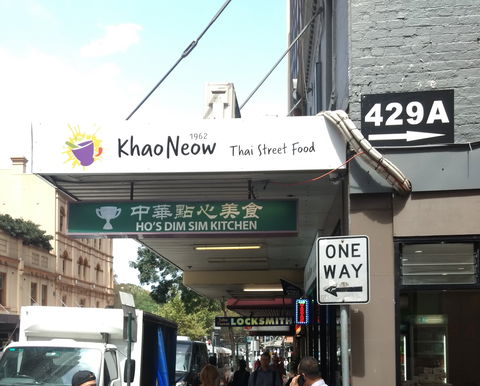 429A
1962
KhaoNeow Thai Street Food
中華點心美食
HO'S DIM SIM KITCHEN
ONE
WAY
LOCKSMITH